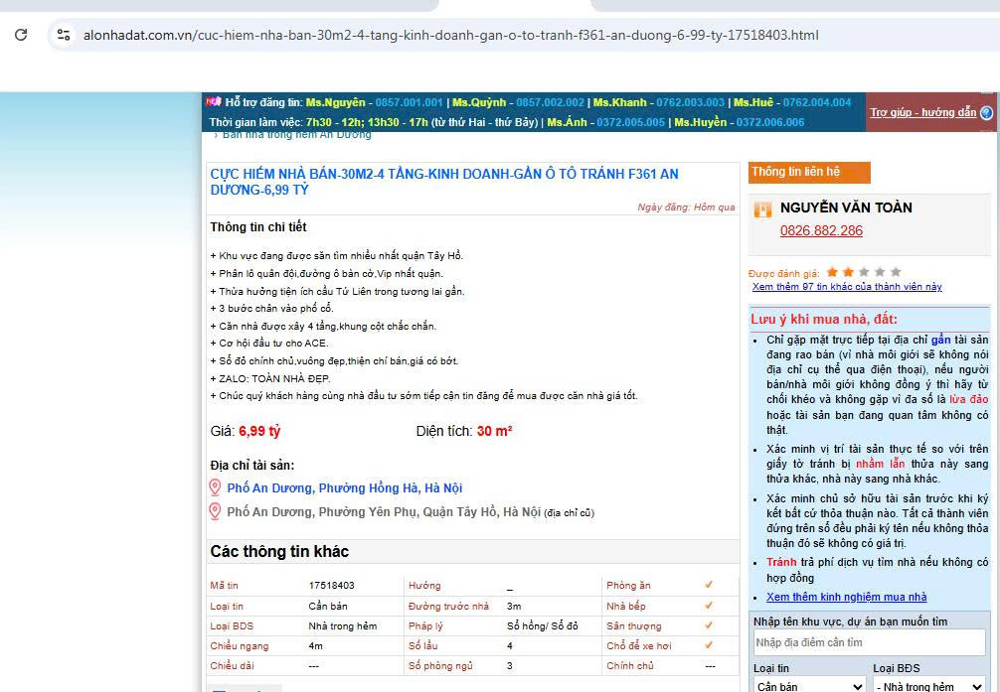 alonhadat.com.vn/cuc-hiem-nha-ban-30m2-4-tang-kinh-doanh-gan-o-to-tranh-f361-an-duong-6-99-ty-17518403.html
Hỗ trợ đăng tin: Ms.Nguyên - 0857.001.001 | Ms.Quỳnh - 0857.002.002 | Ms.Khanh - 0762.003.003 | Ms.Huê - 0762.004.004
Thời gian làm việc: 7h30 - 12h; 13h30 - 17h (từ thứ Hai - thứ Bảy) | Ms.Ánh - 0372.005.005 | Ms.Huyền - 0372.006.006
Trợ giúp - hướng dẫn
› Bán nhà trong hẻm An Dương
CỰC HIẾM NHÀ BÁN-30M2-4 TẦNG-KINH DOANH-GẦN Ô TÔ TRÁNH F361 AN
DƯƠNG-6,99 TỶ
Ngày đăng: Hôm qua
Thông tin chi tiết
+ Khu vực đang được săn tìm nhiều nhất quận Tây Hồ.
+ Phân lô quân đội,đường ô bàn cờ,Vip nhất quận.
+ Thừa hưởng tiện ích cầu Tứ Liên trong tương lai gần.
+ 3 bước chân vào phố cổ.
+ Căn nhà được xây 4 tầng,khung cột chắc chắn.
+ Cơ hội đầu tư cho ACE.
+ Sổ đỏ chính chủ,vuông đẹp,thiện chí bán,giá có bớt.
+ ZALO: TOÀN NHÀ ĐẸP.
+ Chúc quý khách hàng cùng nhà đầu tư sớm tiếp cận tin đăng để mua được căn nhà giá tốt.
Giá: 6,99 tỷ
Diện tích: 30 m²
Địa chỉ tài sản:
Phố An Dương, Phường Hồng Hà, Hà Nội
Phố An Dương, Phường Yên Phụ, Quận Tây Hồ, Hà Nội (địa chỉ cũ)
Các thông tin khác
Mã tin 17518403 Hướng _ Phòng ăn ✓
Loại tin Cần bán Đường trước nhà 3m Nhà bếp ✓
Loại BDS Nhà trong hẻm Pháp lý Sổ hồng/ Sổ đỏ Sân thượng ✓
Chiều ngang 4m Số lầu 4 Chổ để xe hơi ✓
Chiều dài --- Số phòng ngủ 3 Chính chủ ---
Thông tin liên hệ
NGUYỄN VĂN TOÀN
0826.882.286
Được đánh giá:
Xem thêm 97 tin khác của thành viên này
Lưu ý khi mua nhà, đất:
• Chỉ gặp mặt trực tiếp tại địa chỉ gần tài sản
đang rao bán (vì nhà môi giới sẽ không nói
địa chỉ cụ thể qua điện thoại), nếu người
bán/nhà môi giới không đồng ý thì hãy từ
chối khéo và không gặp vì đa số là lừa đảo
hoặc tài sản bạn đang quan tâm không có
thật.
• Xác minh vị trí tài sản thực tế so với trên
giấy tờ tránh bị nhầm lẫn thửa này sang
thửa khác, nhà này sang nhà khác.
• Xác minh chủ sở hữu tài sản trước khi ký
kết bất cứ thỏa thuận nào. Tất cả thành viên
đứng trên sổ đều phải ký tên nếu không thỏa
thuận đó sẽ không có giá trị.
• Tránh trả phí dịch vụ tìm nhà nếu không có
hợp đồng
• Xem thêm kinh nghiệm mua nhà
Nhập tên khu vực, dự án bạn muốn tìm
Nhập địa điểm cần tìm
Loại tin Loại BĐS
Cần bán - Nhà trong hẻm